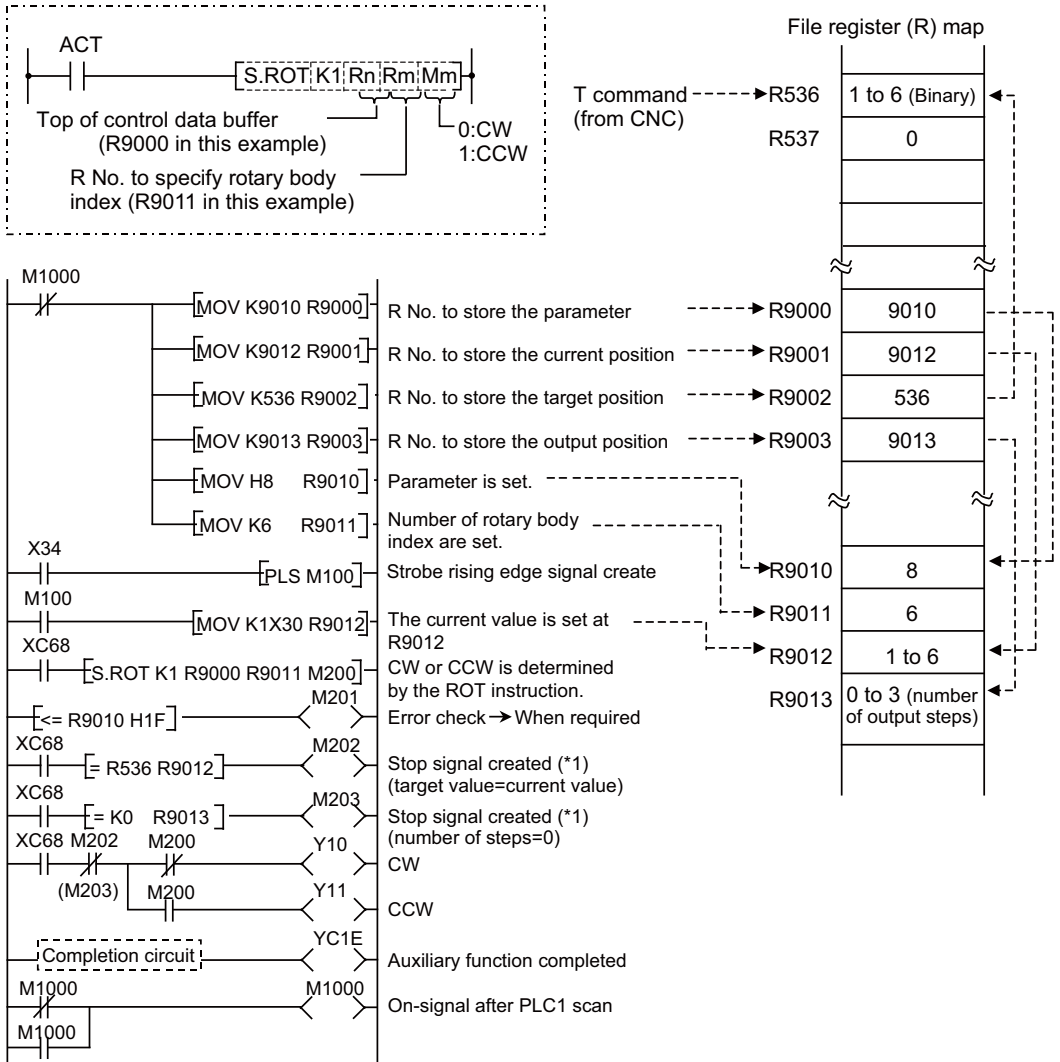 ACT
S.ROT K1 Rn Rm Mm
Top of control data buffer
(R9000 in this example)
0:CW
1:CCW
R No. to specify rotary body
index (R9011 in this example)
File register (R) map
T command
(from CNC)
R536 1 to 6 (Binary)
R537 0
M1000
MOV K9010 R9000 R No. to store the parameter R9000 9010
MOV K9012 R9001 R No. to store the current position R9001 9012
MOV K536 R9002 R No. to store the target position R9002 536
MOV K9013 R9003 R No. to store the output position R9003 9013
MOV H8 R9010 Parameter is set.
MOV K6 R9011 Number of rotary body
index are set.
X34
PLS M100 Strobe rising edge signal create
R9010 8
M100
MOV K1X30 R9012 The current value is set at
R9012
R9011 6
XC68
S.ROT K1 R9000 R9011 M200 CW or CCW is determined
by the ROT instruction.
R9012 1 to 6
R9013 0 to 3 (number
of output steps)
M201
<= R9010 H1F Error check → When required
XC68 M202
= R536 R9012 Stop signal created (*1)
(target value=current value)
XC68 M203
= K0 R9013 Stop signal created (*1)
(number of steps=0)
XC68 M202 M200 Y10
CW
(M203) M200 Y11
CCW
YC1E
Completion circuit Auxiliary function completed
M1000 M1000
On-signal after PLC1 scan
M1000